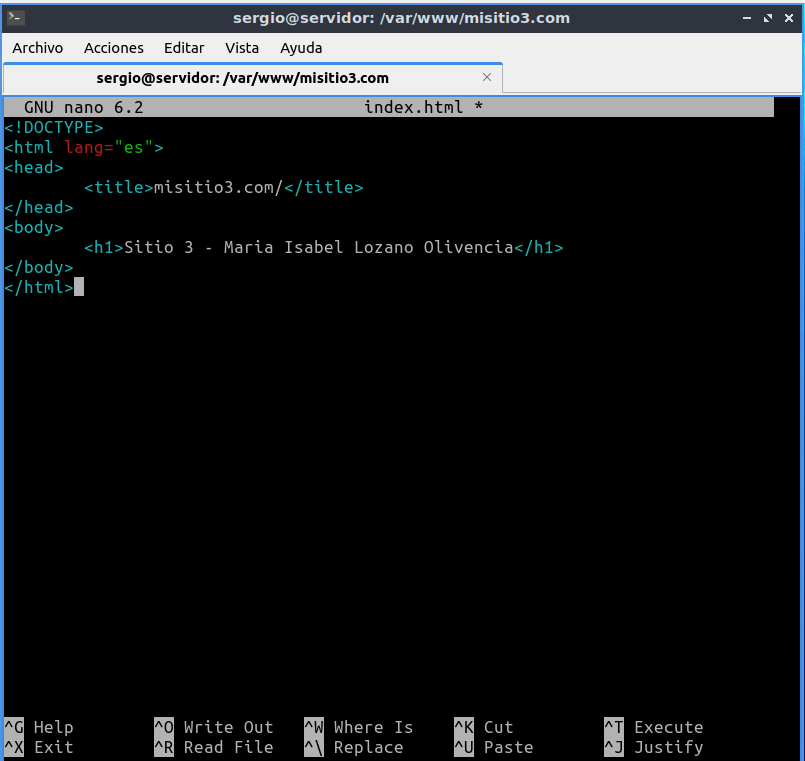 sergio@servidor: /var/www/misitio3.com
Archivo Acciones Editar Vista Ayuda
sergio@servidor: /var/www/misitio3.com
GNU nano 6.2 index.html *
<!DOCTYPE>
<html lang="es">
<head>
<title>misitio3.com/</title>
</head>
<body>
<h1>Sitio 3 - Maria Isabel Lozano Olivencia</h1>
</body>
</html>
^G Help ^O Write Out ^W Where Is ^K Cut ^T Execute
^X Exit ^R Read File ^\ Replace ^U Paste ^J Justify